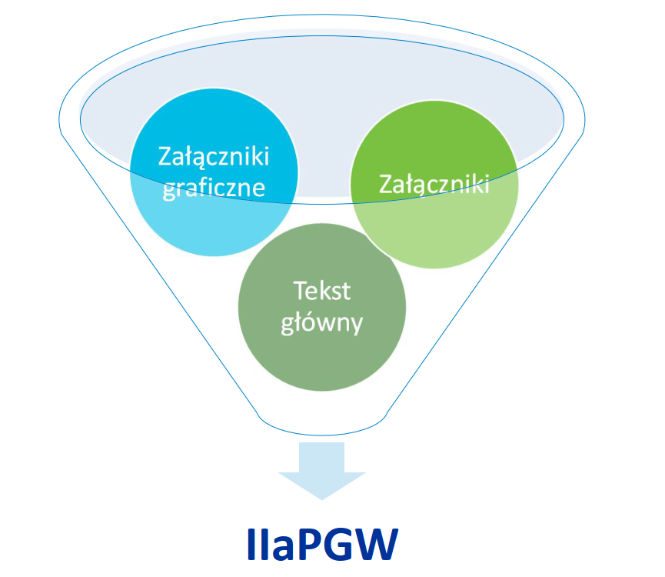 Załączniki
graficzne
Załączniki
Tekst
główny
IIaPGW